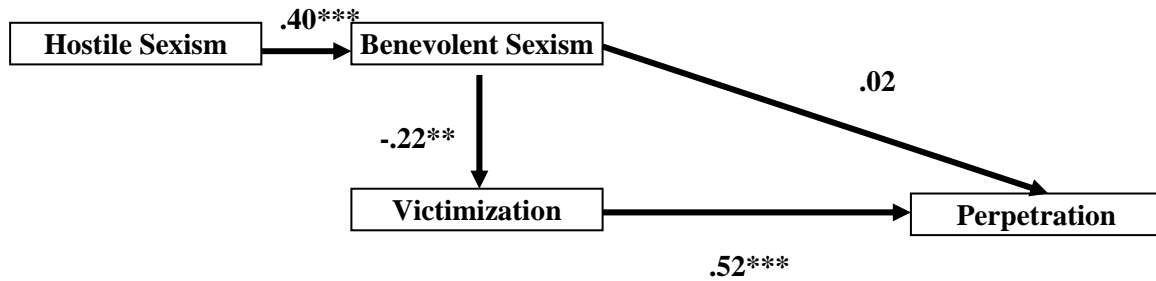 .40***
Hostile Sexism
Benevolent Sexism
.02
-.22**
Victimization
Perpetration
.52***